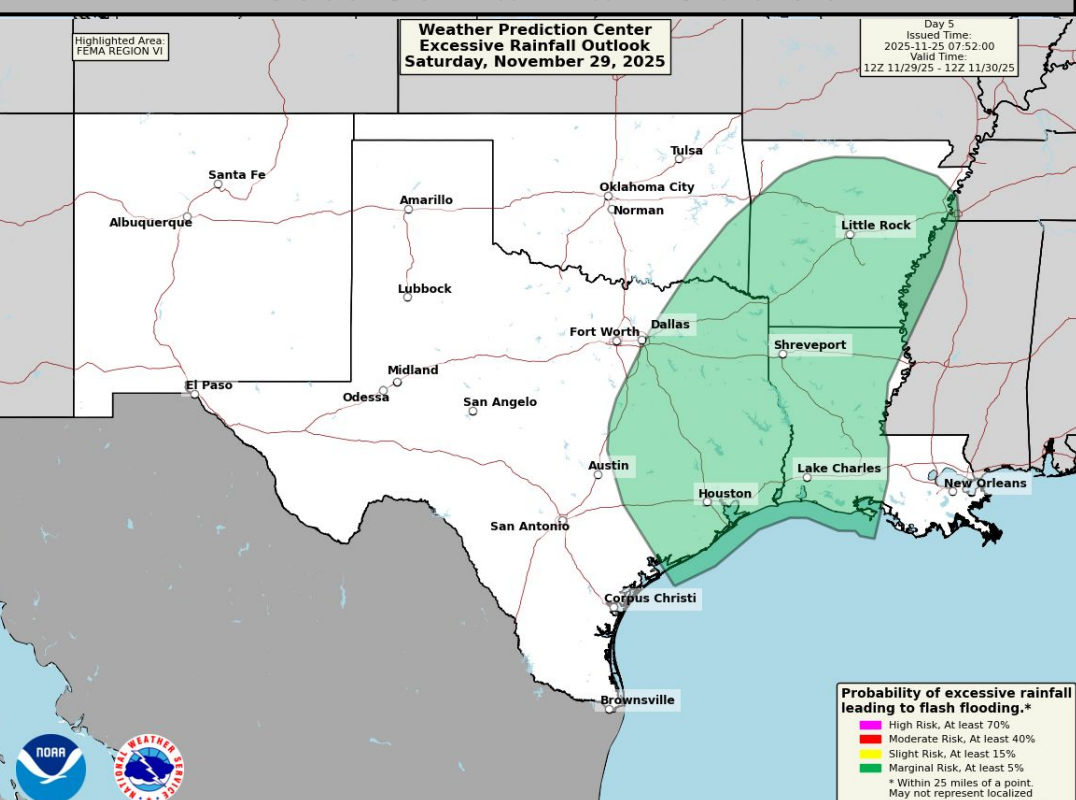 Highlighted Area:
FEMA REGION VI
Weather Prediction Center
Excessive Rainfall Outlook
Saturday, November 29, 2025
Day 5
Issued Time:
2025-11-25 07:52:00
Valid Time:
12Z 11/29/25 - 12Z 11/30/25
Tulsa
Santa Fe
Oklahoma City
Amarillo
Norman
Albuquerque
Little Rock
Lubbock
Dallas
Fort Worth
Shreveport
Midland
El Paso
Odessa
San Angelo
Austin
Lake Charles
New Orleans
Houston
San Antonio
Corpus Christi
Brownsville
Probability of excessive rainfall
leading to flash flooding.*
High Risk, At least 70%
Moderate Risk, At least 40%
Slight Risk, At least 15%
Marginal Risk, At least 5%
* Within 25 miles of a point.
May not represent localized
NOAA
NATIONAL WEATHER SERVICE